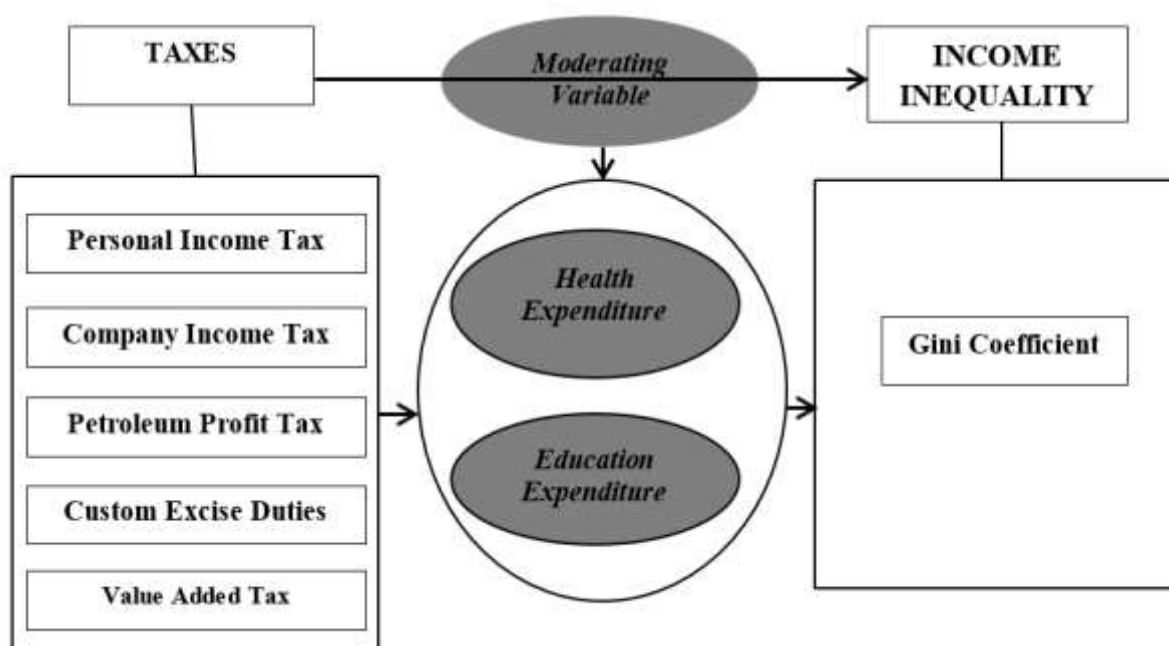 TAXES
Moderating
Variable
INCOME
INEQUALITY
Personal Income Tax
Company Income Tax
Petroleum Profit Tax
Custom Excise Duties
Value Added Tax
Health
Expenditure
Education
Expenditure
Gini Coefficient